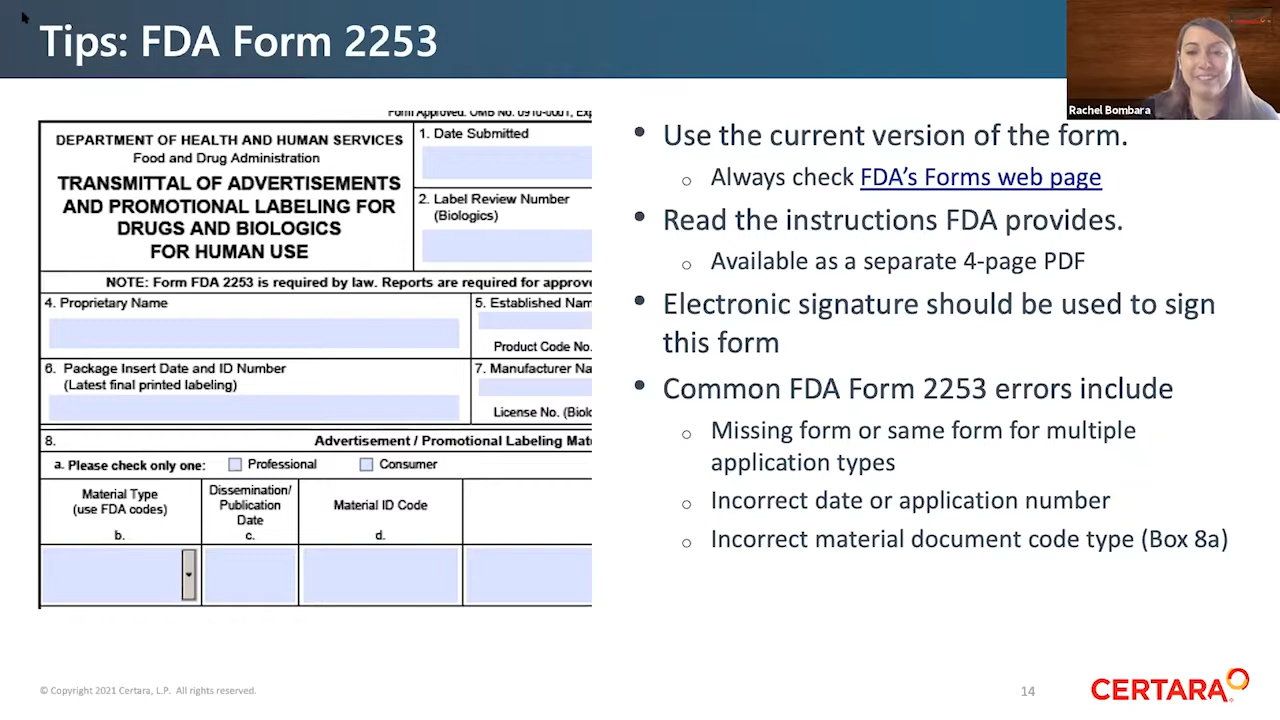 Tips: FDA Form 2253
Rachel Bombara
Form Approved: OMB No. 0910-0001, Exp
DEPARTMENT OF HEALTH AND HUMAN SERVICES
Food and Drug Administration
TRANSMITTAL OF ADVERTISEMENTS
AND PROMOTIONAL LABELING FOR
DRUGS AND BIOLOGICS
FOR HUMAN USE
1. Date Submitted
2. Label Review Number
(Biologics)
NOTE: Form FDA 2253 is required by law. Reports are required for approve
4. Proprietary Name
5. Established Nam
Product Code No.
6. Package Insert Date and ID Number
(Latest final printed labeling)
7. Manufacturer Na
License No. (Biolo
8.
Advertisement / Promotional Labeling Mat
a. Please check only one:
Professional
Consumer
Material Type
(use FDA codes)
b.
Dissemination/
Publication
Date
c.
Material ID Code
d.
• Use the current version of the form.
o Always check FDA's Forms web page
• Read the instructions FDA provides.
o Available as a separate 4-page PDF
• Electronic signature should be used to sign
this form
• Common FDA Form 2253 errors include
o Missing form or same form for multiple
application types
o Incorrect date or application number
o Incorrect material document code type (Box 8a)
© Copyright 2021 Certara, L.P. All rights reserved.
14
CERTARA